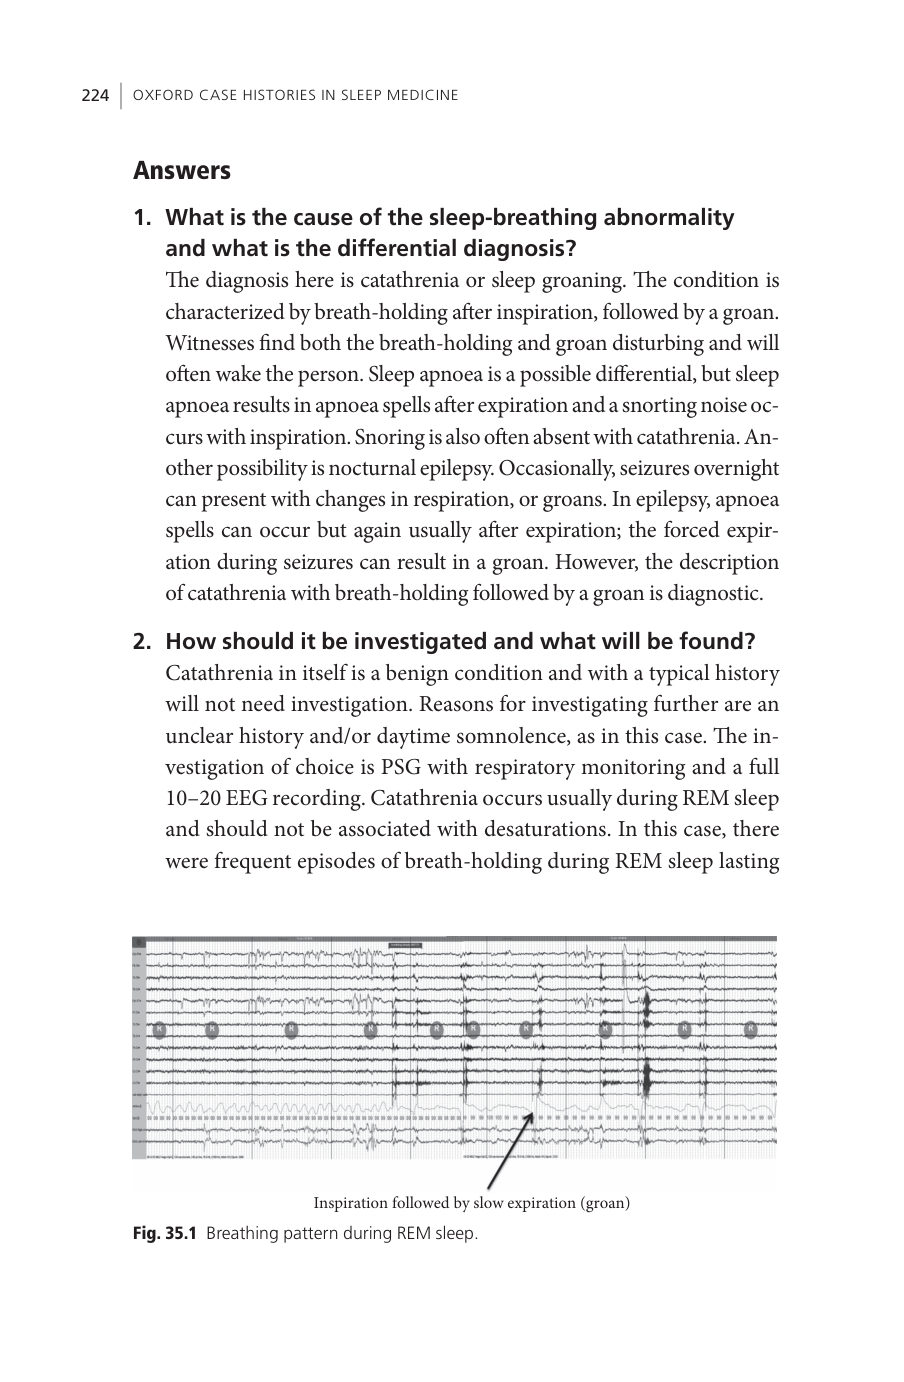 224 OXFORD CASE HISTORIES IN SLEEP MEDICINE
Answers
1. What is the cause of the sleep-breathing abnormality
and what is the differential diagnosis?
The diagnosis here is catathrenia or sleep groaning. The condition is
characterized by breath-holding after inspiration, followed by a groan.
Witnesses find both the breath-holding and groan disturbing and will
often wake the person. Sleep apnoea is a possible differential, but sleep
apnoea results in apnoea spells after expiration and a snorting noise oc-
curs with inspiration. Snoring is also often absent with catathrenia. An-
other possibility is nocturnal epilepsy. Occasionally, seizures overnight
can present with changes in respiration, or groans. In epilepsy, apnoea
spells can occur but again usually after expiration; the forced expir-
ation during seizures can result in a groan. However, the description
of catathrenia with breath-holding followed by a groan is diagnostic.
2. How should it be investigated and what will be found?
Catathrenia in itself is a benign condition and with a typical history
will not need investigation. Reasons for investigating further are an
unclear history and/or daytime somnolence, as in this case. The in-
vestigation of choice is PSG with respiratory monitoring and a full
10–20 EEG recording. Catathrenia occurs usually during REM sleep
and should not be associated with desaturations. In this case, there
were frequent episodes of breath-holding during REM sleep lasting
R R R R R R R R R R
Inspiration followed by slow expiration (groan)
Fig. 35.1 Breathing pattern during REM sleep.